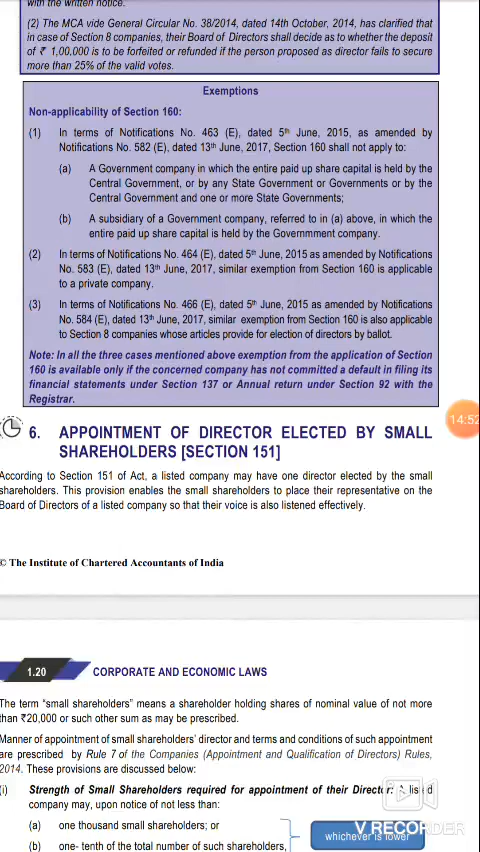 with the written notice.
(2) The MCA vide General Circular No. 38/2014, dated 14th October, 2014, has clarified that
in case of Section 8 companies, their Board of Directors shall decide as to whether the deposit
of ₹ 1,00,000 is to be forfeited or refunded if the person proposed as director fails to secure
more than 25% of the valid votes.
Exemptions
Non-applicability of Section 160:
(1) In terms of Notifications No. 463 (E), dated 5th June, 2015, as amended by
Notifications No. 582 (E), dated 13th June, 2017, Section 160 shall not apply to:
(a) A Government company in which the entire paid up share capital is held by the
Central Government, or by any State Government or Governments or by the
Central Government and one or more State Governments;
(b) A subsidiary of a Government company, referred to in (a) above, in which the
entire paid up share capital is held by the Governmment company.
(2) In terms of Notifications No. 464 (E), dated 5th June, 2015 as amended by Notifications
No. 583 (E), dated 13th June, 2017, similar exemption from Section 160 is applicable
to a private company.
(3) In terms of Notifications No. 466 (E), dated 5th June, 2015 as amended by Notifications
No. 584 (E), dated 13th June, 2017, similar exemption from Section 160 is also applicable
to Section 8 companies whose articles provide for election of directors by ballot.
Note: In all the three cases mentioned above exemption from the application of Section
160 is available only if the concerned company has not committed a default in filing its
financial statements under Section 137 or Annual return under Section 92 with the
Registrar.
14:52
6. APPOINTMENT OF DIRECTOR ELECTED BY SMALL
SHAREHOLDERS [SECTION 151]
According to Section 151 of Act, a listed company may have one director elected by the small
shareholders. This provision enables the small shareholders to place their representative on the
Board of Directors of a listed company so that their voice is also listened effectively.
© The Institute of Chartered Accountants of India
1.20 CORPORATE AND ECONOMIC LAWS
The term “small shareholders” means a shareholder holding shares of nominal value of not more
than ₹20,000 or such other sum as may be prescribed.
Manner of appointment of small shareholders’ director and terms and conditions of such appointment
are prescribed by Rule 7 of the Companies (Appointment and Qualification of Directors) Rules,
2014. These provisions are discussed below:
(i) Strength of Small Shareholders required for appointment of their Director: A listed
company may, upon notice of not less than:
(a) one thousand small shareholders; or
(b) one- tenth of the total number of such shareholders,
whichever is lower
V RECORDER